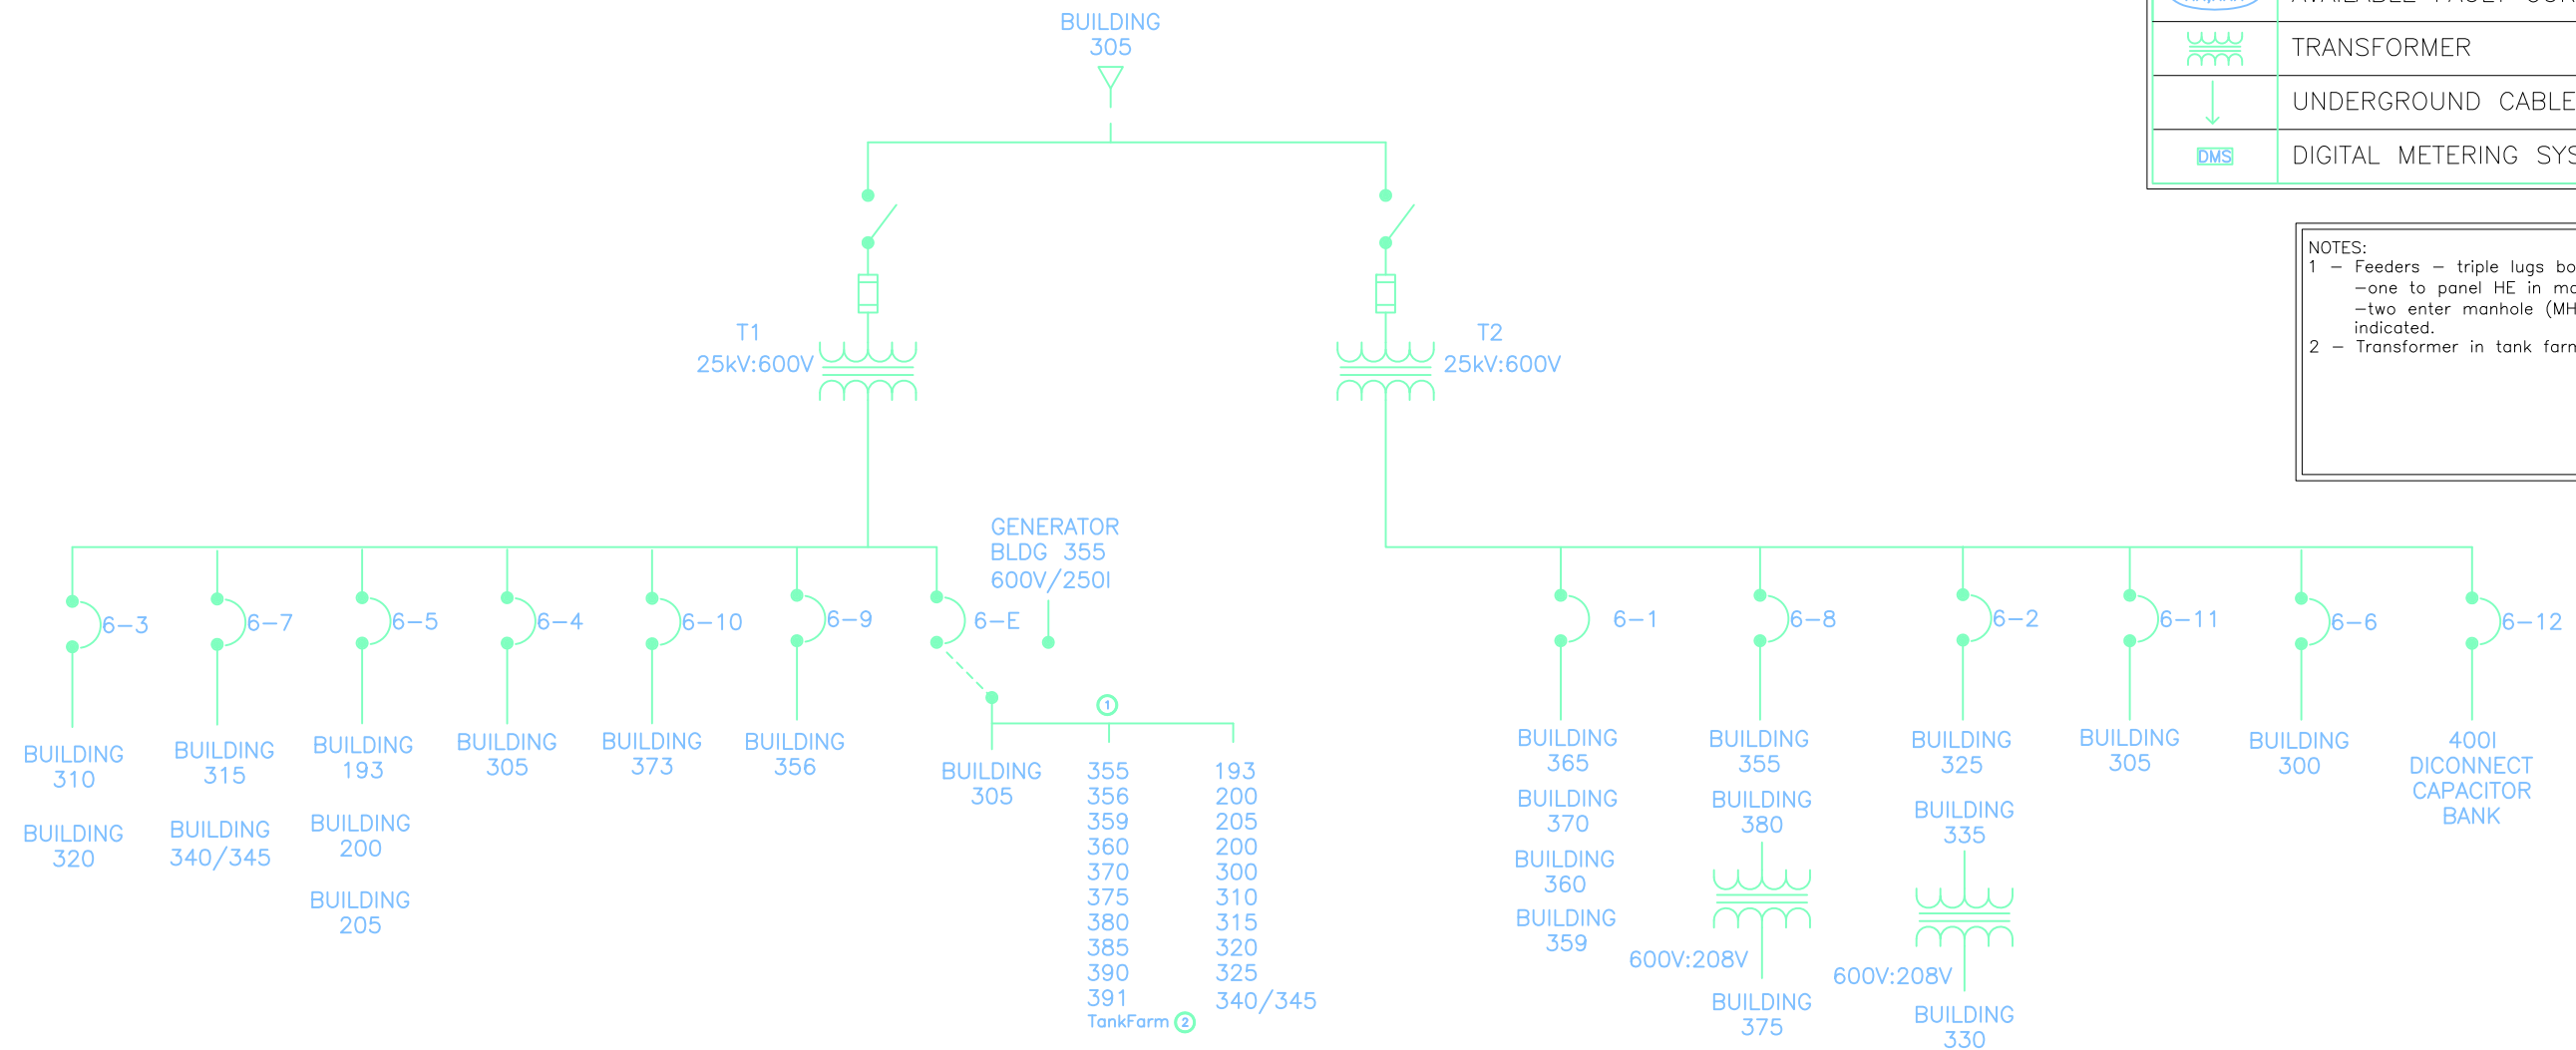 BUILDING
305
TRANSFORMER
UNDERGROUND CABLE
DMS
DIGITAL METERING
NOTES:
1 – Feeders – triple lugs
–one to panel HE in
–two enter manhole
indicated.
2 – Transformer in tank
T1
25kV:600V
T2
25kV:600V
GENERATOR
BLDG 355
600V/250I
6–3
6–7
6–5
6–4
6–10
6–9
6–E
6–1
6–8
6–2
6–11
6–6
6–12
1
BUILDING
310
BUILDING
320
BUILDING
315
BUILDING
340/345
BUILDING
193
BUILDING
200
BUILDING
205
BUILDING
305
BUILDING
373
BUILDING
356
BUILDING
305
355
356
359
360
370
375
380
385
390
391
TankFarm 2
193
200
205
200
300
310
315
320
325
340/345
BUILDING
365
BUILDING
370
BUILDING
360
BUILDING
359
BUILDING
355
BUILDING
380
600V:208V
BUILDING
375
BUILDING
325
BUILDING
335
600V:208V
BUILDING
330
BUILDING
305
BUILDING
300
400I
DICONNECT
CAPACITOR
BANK